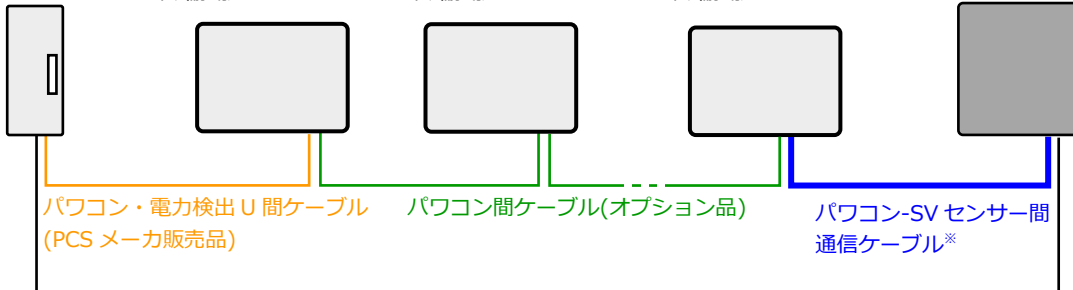 パワコン・電力検出 U 間ケーブル
(PCS メーカ販売品)
パワコン間ケーブル(オプション品)
パワコン-SV センサー間
通信ケーブル※